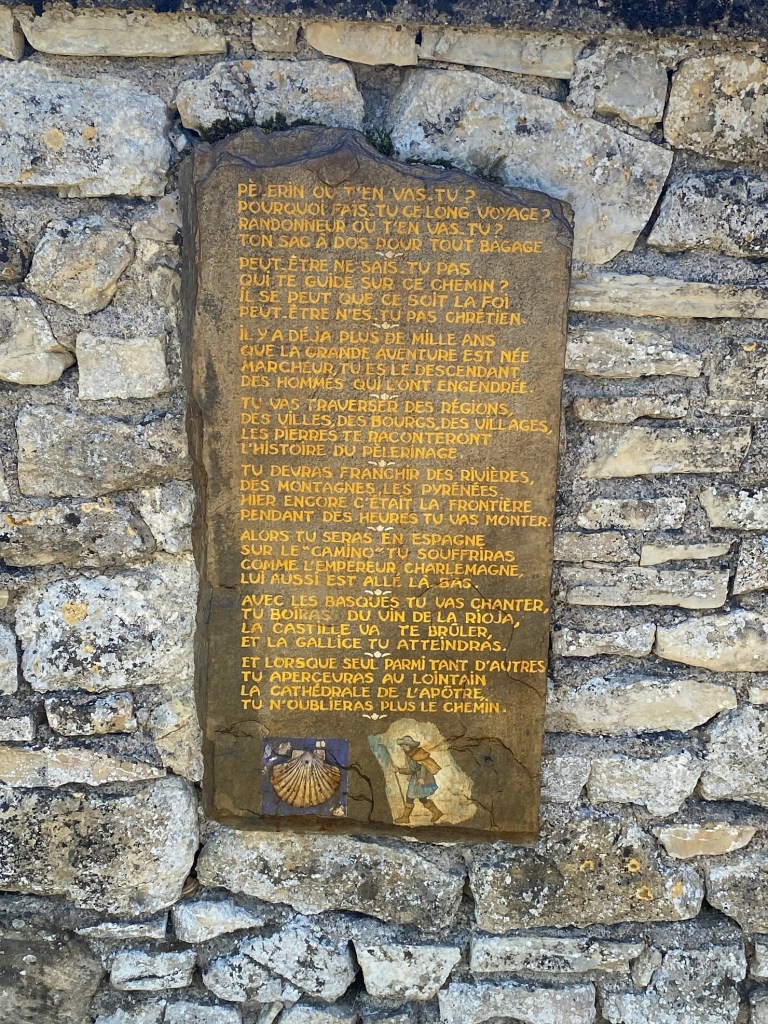 PÈLERIN OÙ T'EN VAS-TU ?
POURQUOI FAIS-TU CE LONG VOYAGE ?
RANDONNEUR OÙ T'EN VAS-TU ?
TON SAC À DOS POUR TOUT BAGAGE
PEUT-ÊTRE NE SAIS-TU PAS
QUI TE GUIDE SUR CE CHEMIN ?
IL SE PEUT QUE CE SOIT LA FOI
PEUT-ÊTRE N'ES-TU PAS CHRÉTIEN.
IL Y A DÉJA PLUS DE MILLE ANS
QUE LA GRANDE AVENTURE EST NÉE
MARCHEUR, TU ES LE DESCENDANT
DES HOMMES QUI L'ONT ENGENDRÉE
TU VAS TRAVERSER DES RÉGIONS,
DES VILLES, DES BOURGS, DES VILLAGES,
LES PIERRES TE RACONTERONT
L'HISTOIRE DU PÈLERINAGE.
TU DEVRAS FRANCHIR DES RIVIÈRES,
DES MONTAGNES, LES PYRÉNÉES
HIER ENCORE C'ÉTAIT LA FRONTIÈRE
PENDANT DES HEURES TU VAS MONTER.
ALORS TU SERAS EN ESPAGNE
SUR LE "CAMINO" TU SOUFFRIRAS
COMME L'EMPEREUR, CHARLEMAGNE,
LUI AUSSI EST ALLÉ LÀ BAS.
AVEC LES BASQUES TU VAS CHANTER,
TU BOIRAS DU VIN DE LA RIOJA,
LA CASTILLE VA TE BRÛLER,
ET LA GALLICE TU ATTEINDRAS.
ET LORSQUE SEUL PARMI TANT D'AUTRES
TU APERÇEURAS AU LOINTAIN
LA CATHÉDRALE DE L'APÔTRE,
TU N'OUBLIERAS PLUS LE CHEMIN.